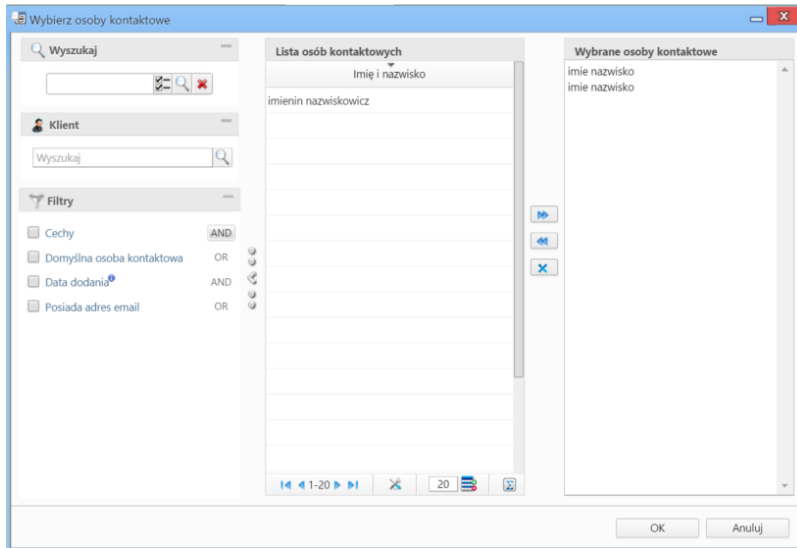 Wybierz osoby kontaktowe
Wyszukaj
Klient
Wyszukaj
Filtry
Cechy AND
Domyślna osoba kontaktowa OR
Data dodania AND
Posiada adres email OR
Lista osób kontaktowych
Imię i nazwisko
imienin nazwiskowicz
1-20
20
Wybrane osoby kontaktowe
imie nazwisko
imie nazwisko
OK Anuluj